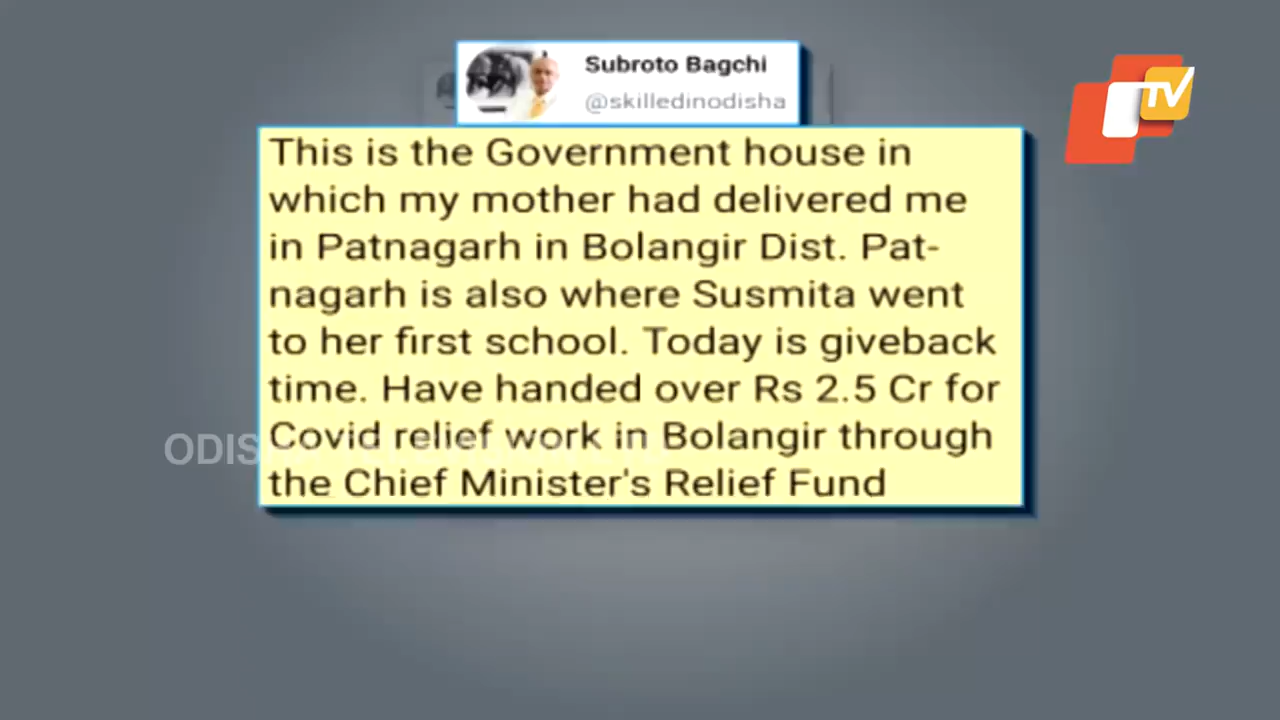 Subroto Bagchi
@skilledinodisha
TV
This is the Government house in
which my mother had delivered me
in Patnagarh in Bolangir Dist. Pat-
nagarh is also where Susmita went
to her first school. Today is giveback
time. Have handed over Rs 2.5 Cr for
Covid relief work in Bolangir through
the Chief Minister's Relief Fund